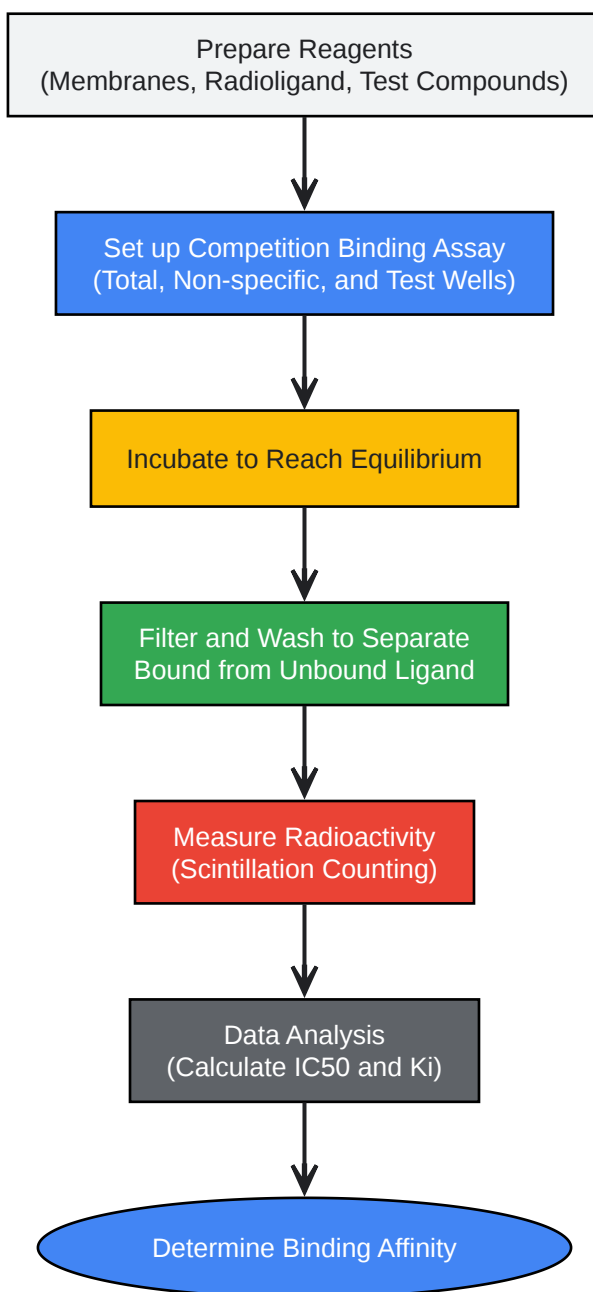 Prepare Reagents
(Membranes, Radioligand, Test Compounds)
Set up Competition Binding Assay
(Total, Non-specific, and Test Wells)
Incubate to Reach Equilibrium
Filter and Wash to Separate
Bound from Unbound Ligand
Measure Radioactivity
(Scintillation Counting)
Data Analysis
(Calculate IC50 and Ki)
Determine Binding Affinity